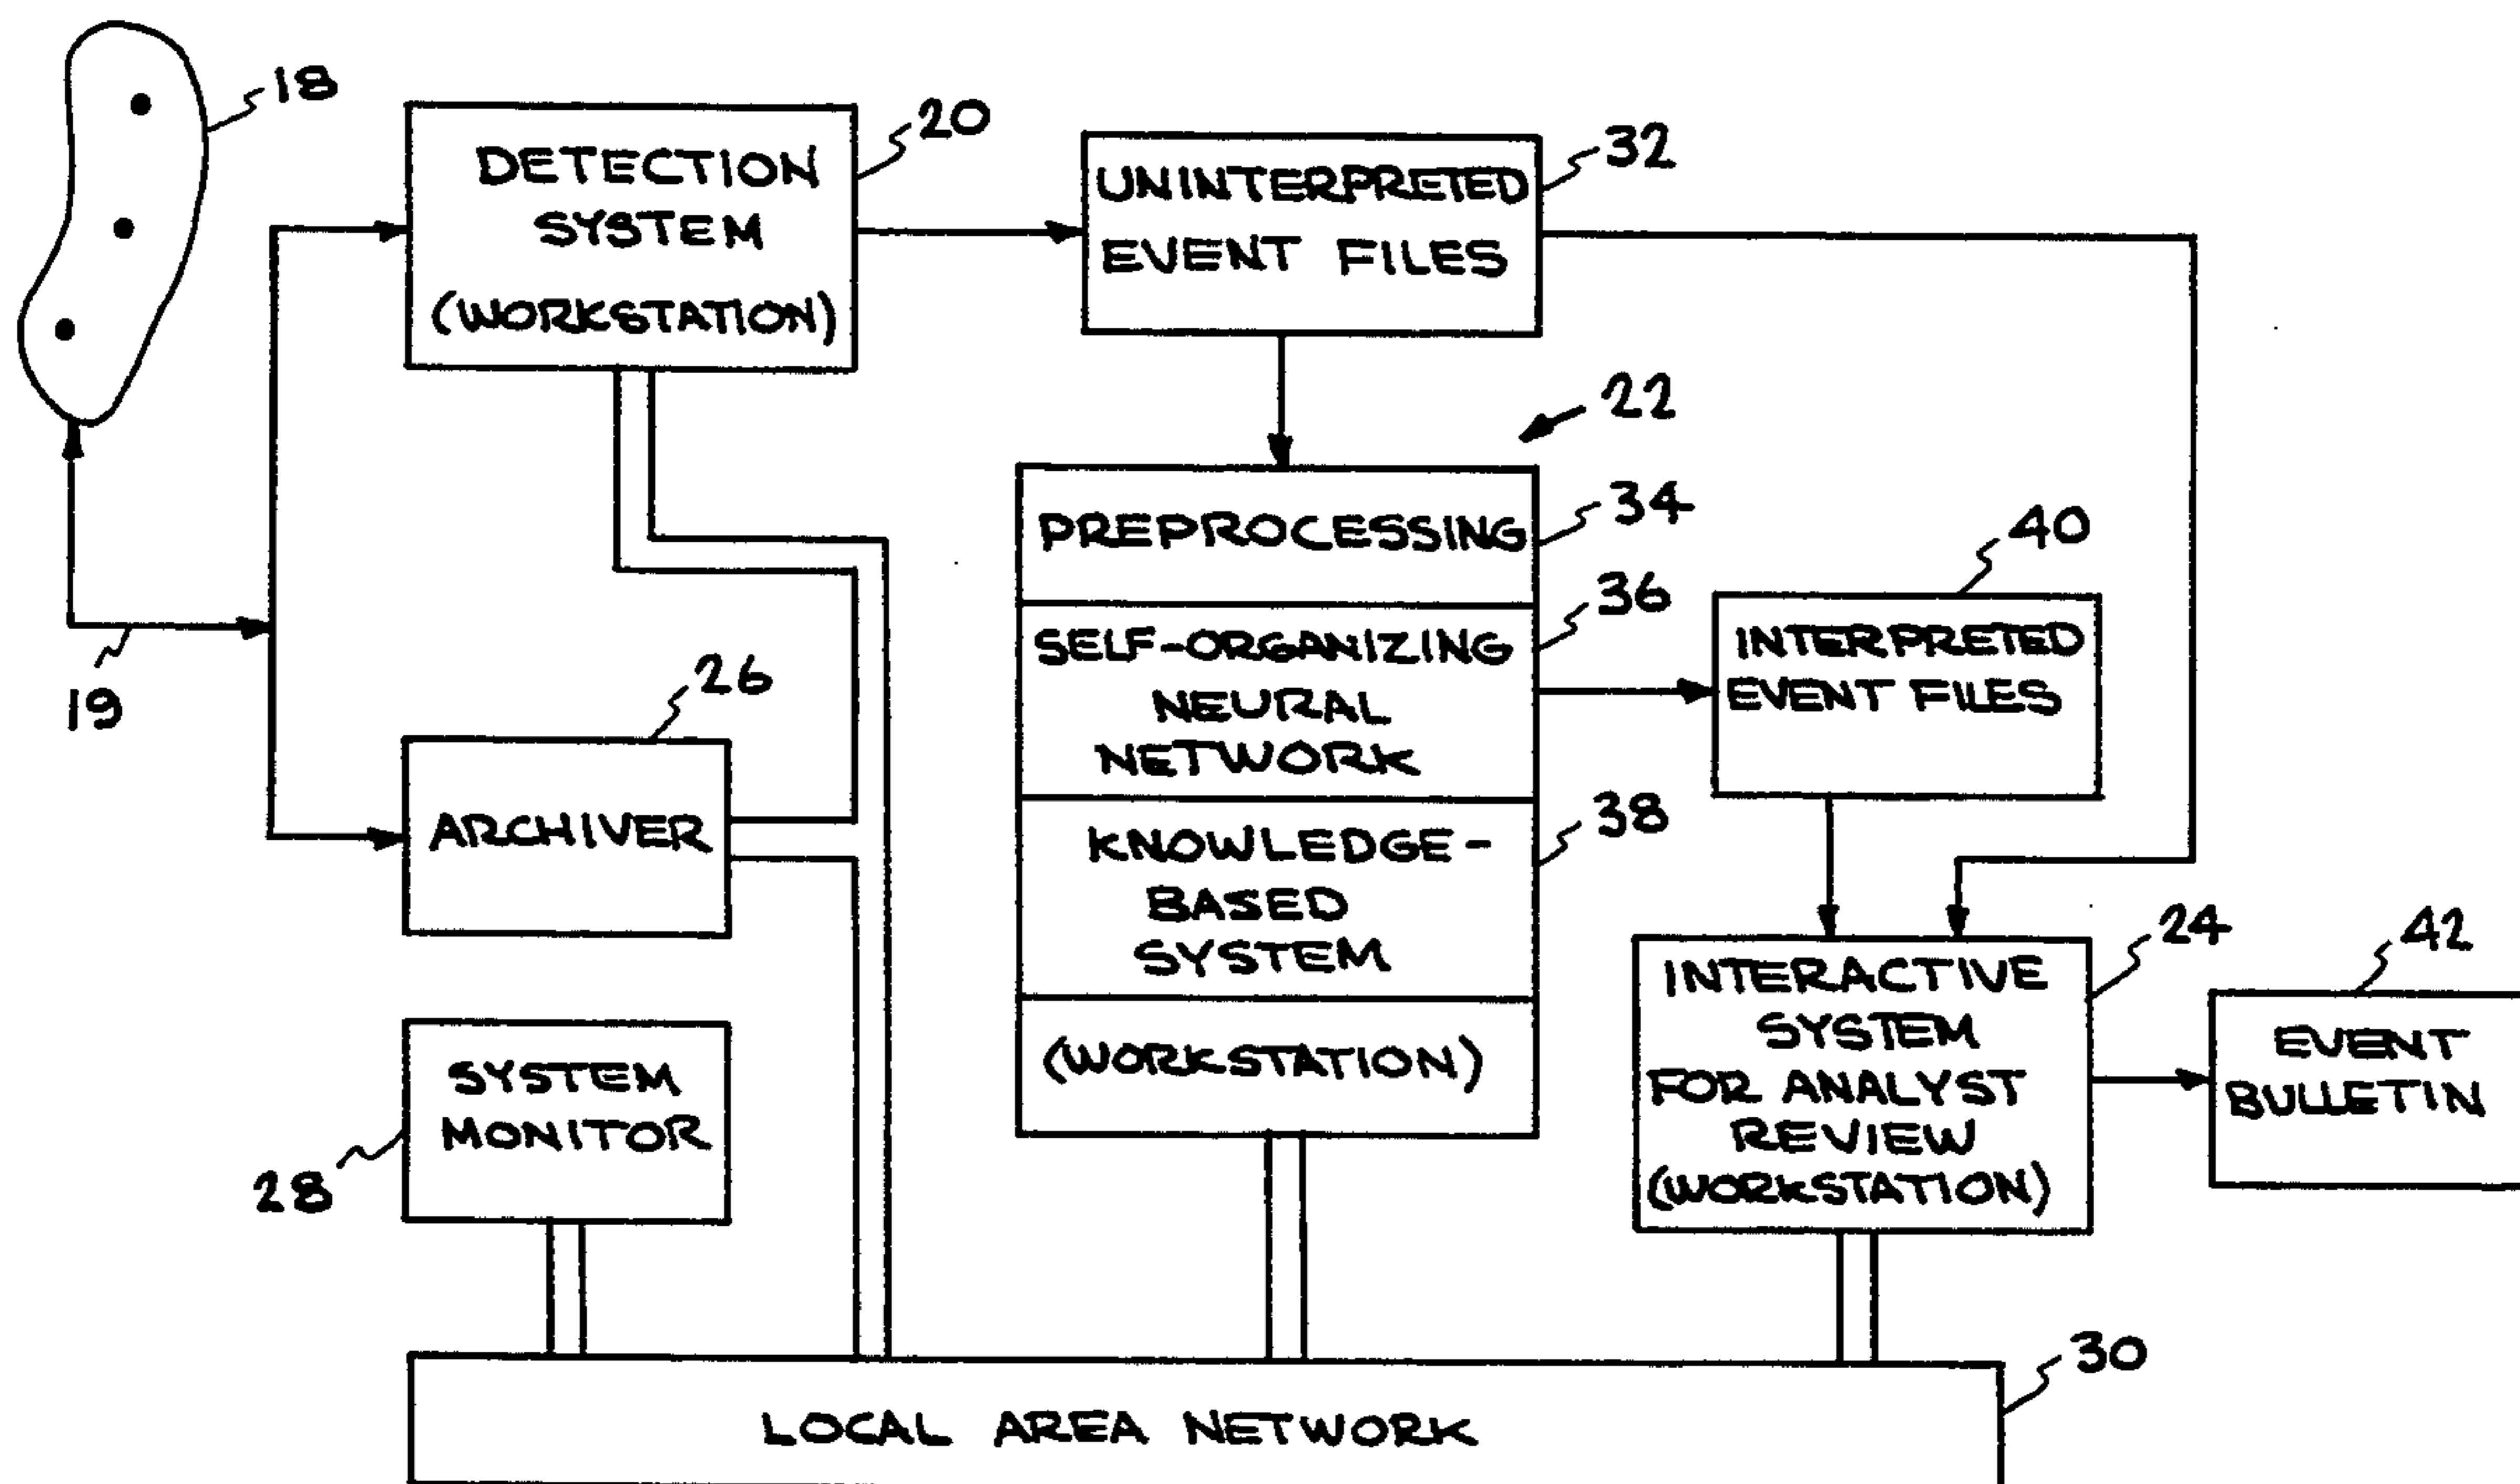 18
20
DETECTION
SYSTEM
(WORKSTATION)
32
UNINTERPRETED
EVENT FILES
22
PREPROCESSING
34
SELF-ORGANIZING
NEURAL
NETWORK
36
KNOWLEDGE-
BASED
SYSTEM
38
(WORKSTATION)
40
INTERPRETED
EVENT FILES
19
26
ARCHIVER
SYSTEM
MONITOR
28
24
INTERACTIVE
SYSTEM
FOR ANALYST
REVIEW
(WORKSTATION)
42
EVENT
BULLETIN
30
LOCAL AREA NETWORK